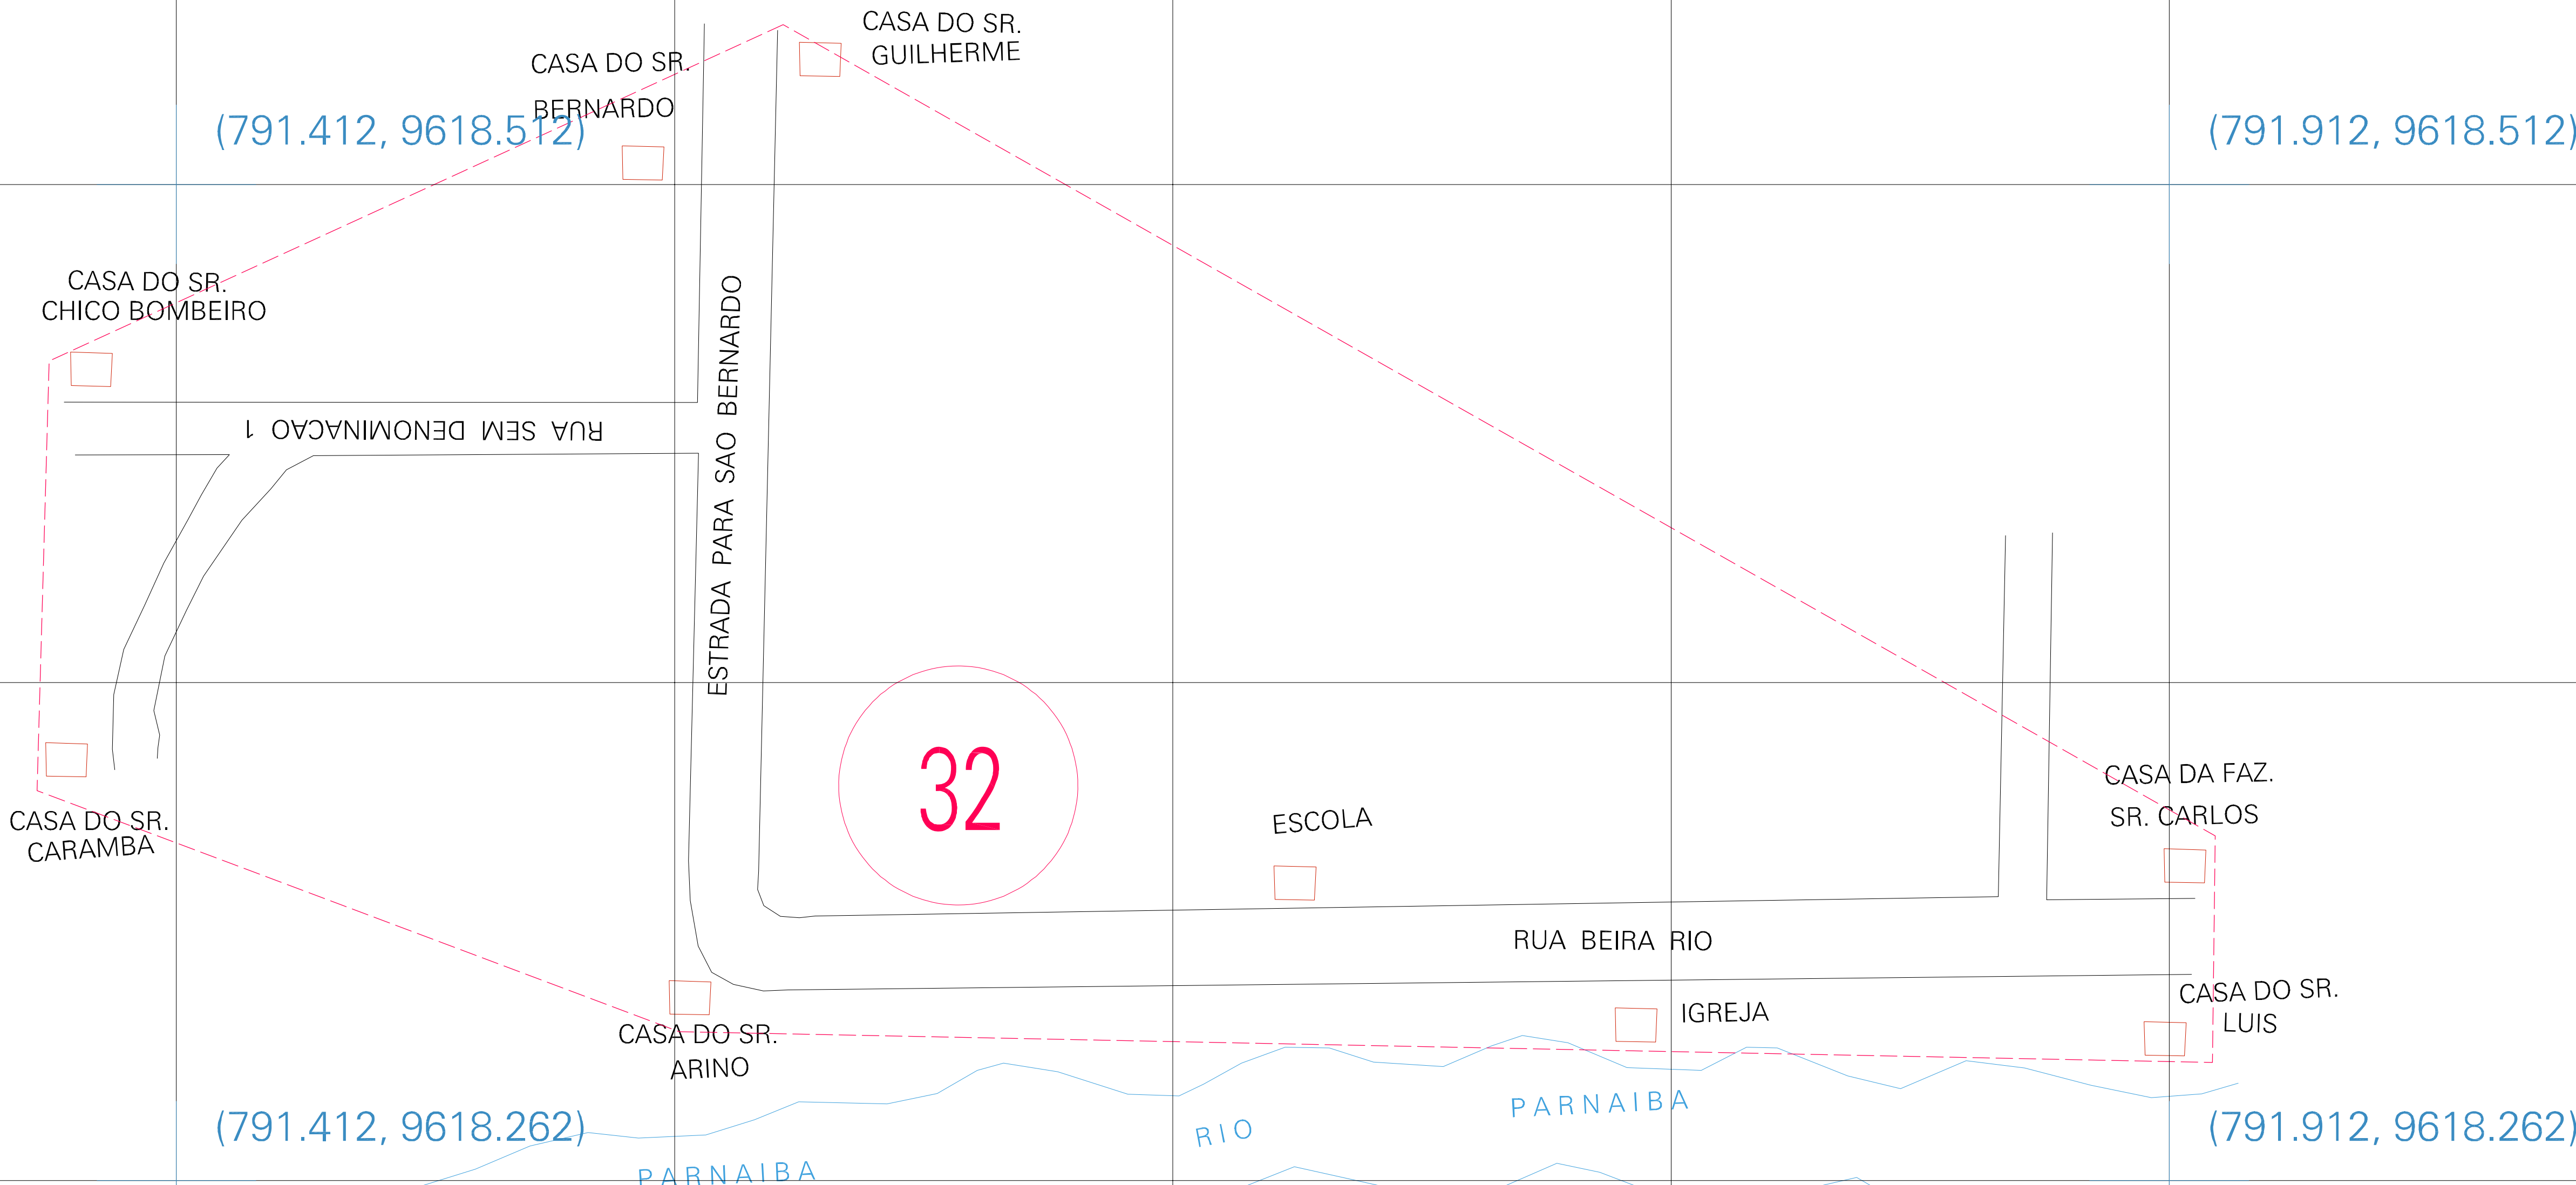 CASA DO SR.
GUILHERME
CASA DO SR.
BERNARDO
(791.412, 9618.512)
(791.912, 9618.512)
CASA DO SR.
CHICO BOMBEIRO
RUA SEM DENOMINACAO 1
ESTRADA PARA SAO BERNARDO
32
CASA DA FAZ.
SR. CARLOS
ESCOLA
CASA DO SR.
CARAMBA
RUA BEIRA RIO
CASA DO SR.
LUIS
IGREJA
CASA DO SR.
ARINO
(791.412, 9618.262)
RIO
PARNAIBA
(791.912, 9618.262)
PARNAIBA